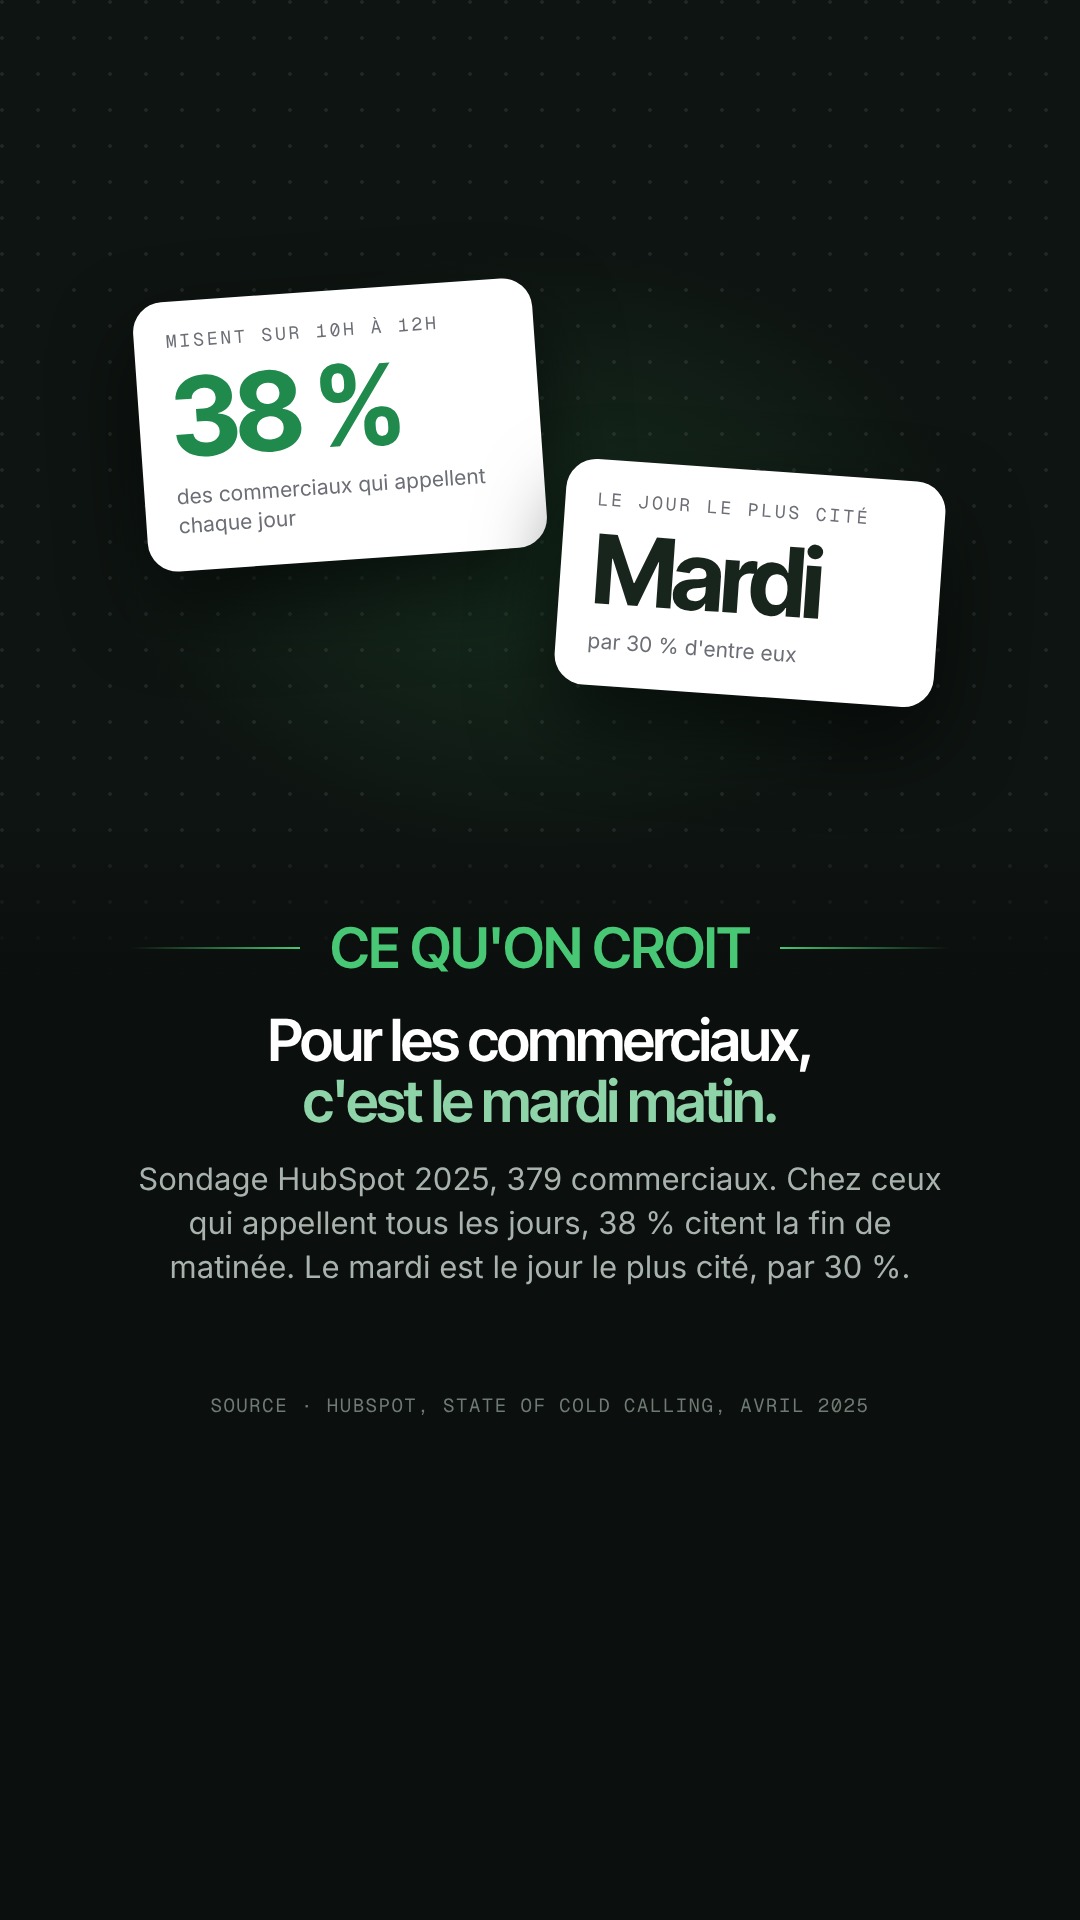 MISENT SUR 10H À 12H
38 %
des commerciaux qui appellent
chaque jour
LE JOUR LE PLUS CITÉ
Mardi
par 30 % d'entre eux
CE QU'ON CROIT
Pour les commerciaux,
c'est le mardi matin.
Sondage HubSpot 2025, 379 commerciaux. Chez ceux
qui appellent tous les jours, 38 % citent la fin de
matinée. Le mardi est le jour le plus cité, par 30 %.
SOURCE · HUBSPOT, STATE OF COLD CALLING, AVRIL 2025